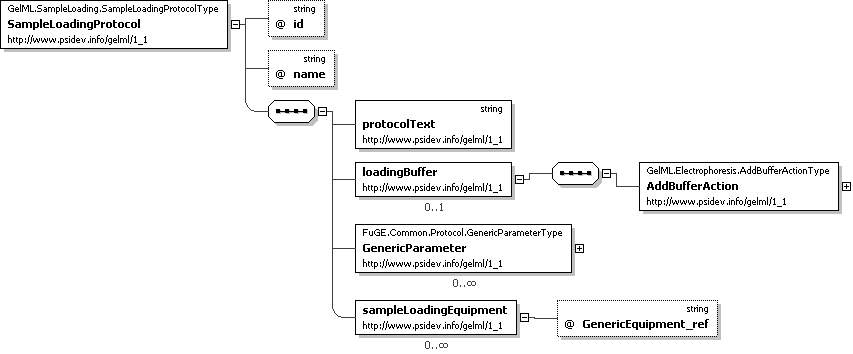 GelML.SampleLoading.SampleLoadingProtocolType
SampleLoadingProtocol
http://www.psidev.info/gelml/1_1
string
@ id
string
@ name
string
protocolText
http://www.psidev.info/gelml/1_1
loadingBuffer
http://www.psidev.info/gelml/1_1
0..1
GelML.Electrophoresis.AddBufferActionType
AddBufferAction
http://www.psidev.info/gelml/1_1
FuGE.Common.Protocol.GenericParameterType
GenericParameter
http://www.psidev.info/gelml/1_1
0..∞
sampleLoadingEquipment
http://www.psidev.info/gelml/1_1
0..∞
string
@ GenericEquipment_ref